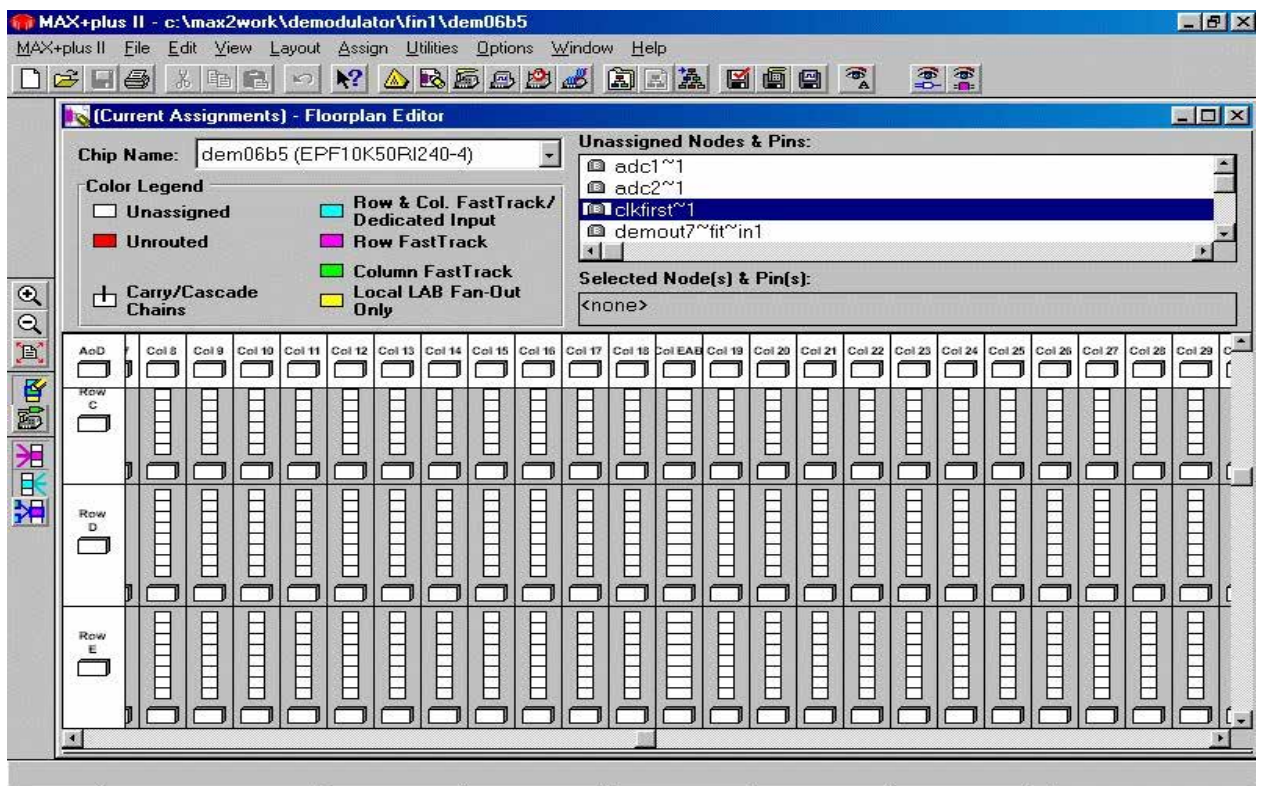 MAX+plus II - c:\max2work\demodulator\fin1\dem06b5
MAX+plus II File Edit View Layout Assign Utilities Options Window Help
(Current Assignments) - Floorplan Editor
Chip Name: dem06b5 (EPF10K50RI240-4)
Color Legend
Unassigned
Unrouted
Carry/Cascade
Chains
Row & Col. FastTrack/
Dedicated Input
Row FastTrack
Column FastTrack
Local LAB Fan-Out
Only
Unassigned Nodes & Pins:
adc1~1
adc2~1
clkfirst~1
demout7~fit~in1
Selected Node(s) & Pin(s):
<none>
AoD Col 8 Col 9 Col 10 Col 11 Col 12 Col 13 Col 14 Col 15 Col 16 Col 17 Col 18 Col EAB Col 19 Col 20 Col 21 Col 22 Col 23 Col 24 Col 25 Col 26 Col 27 Col 28 Col 29 C
Row
C
Row
D
Row
E